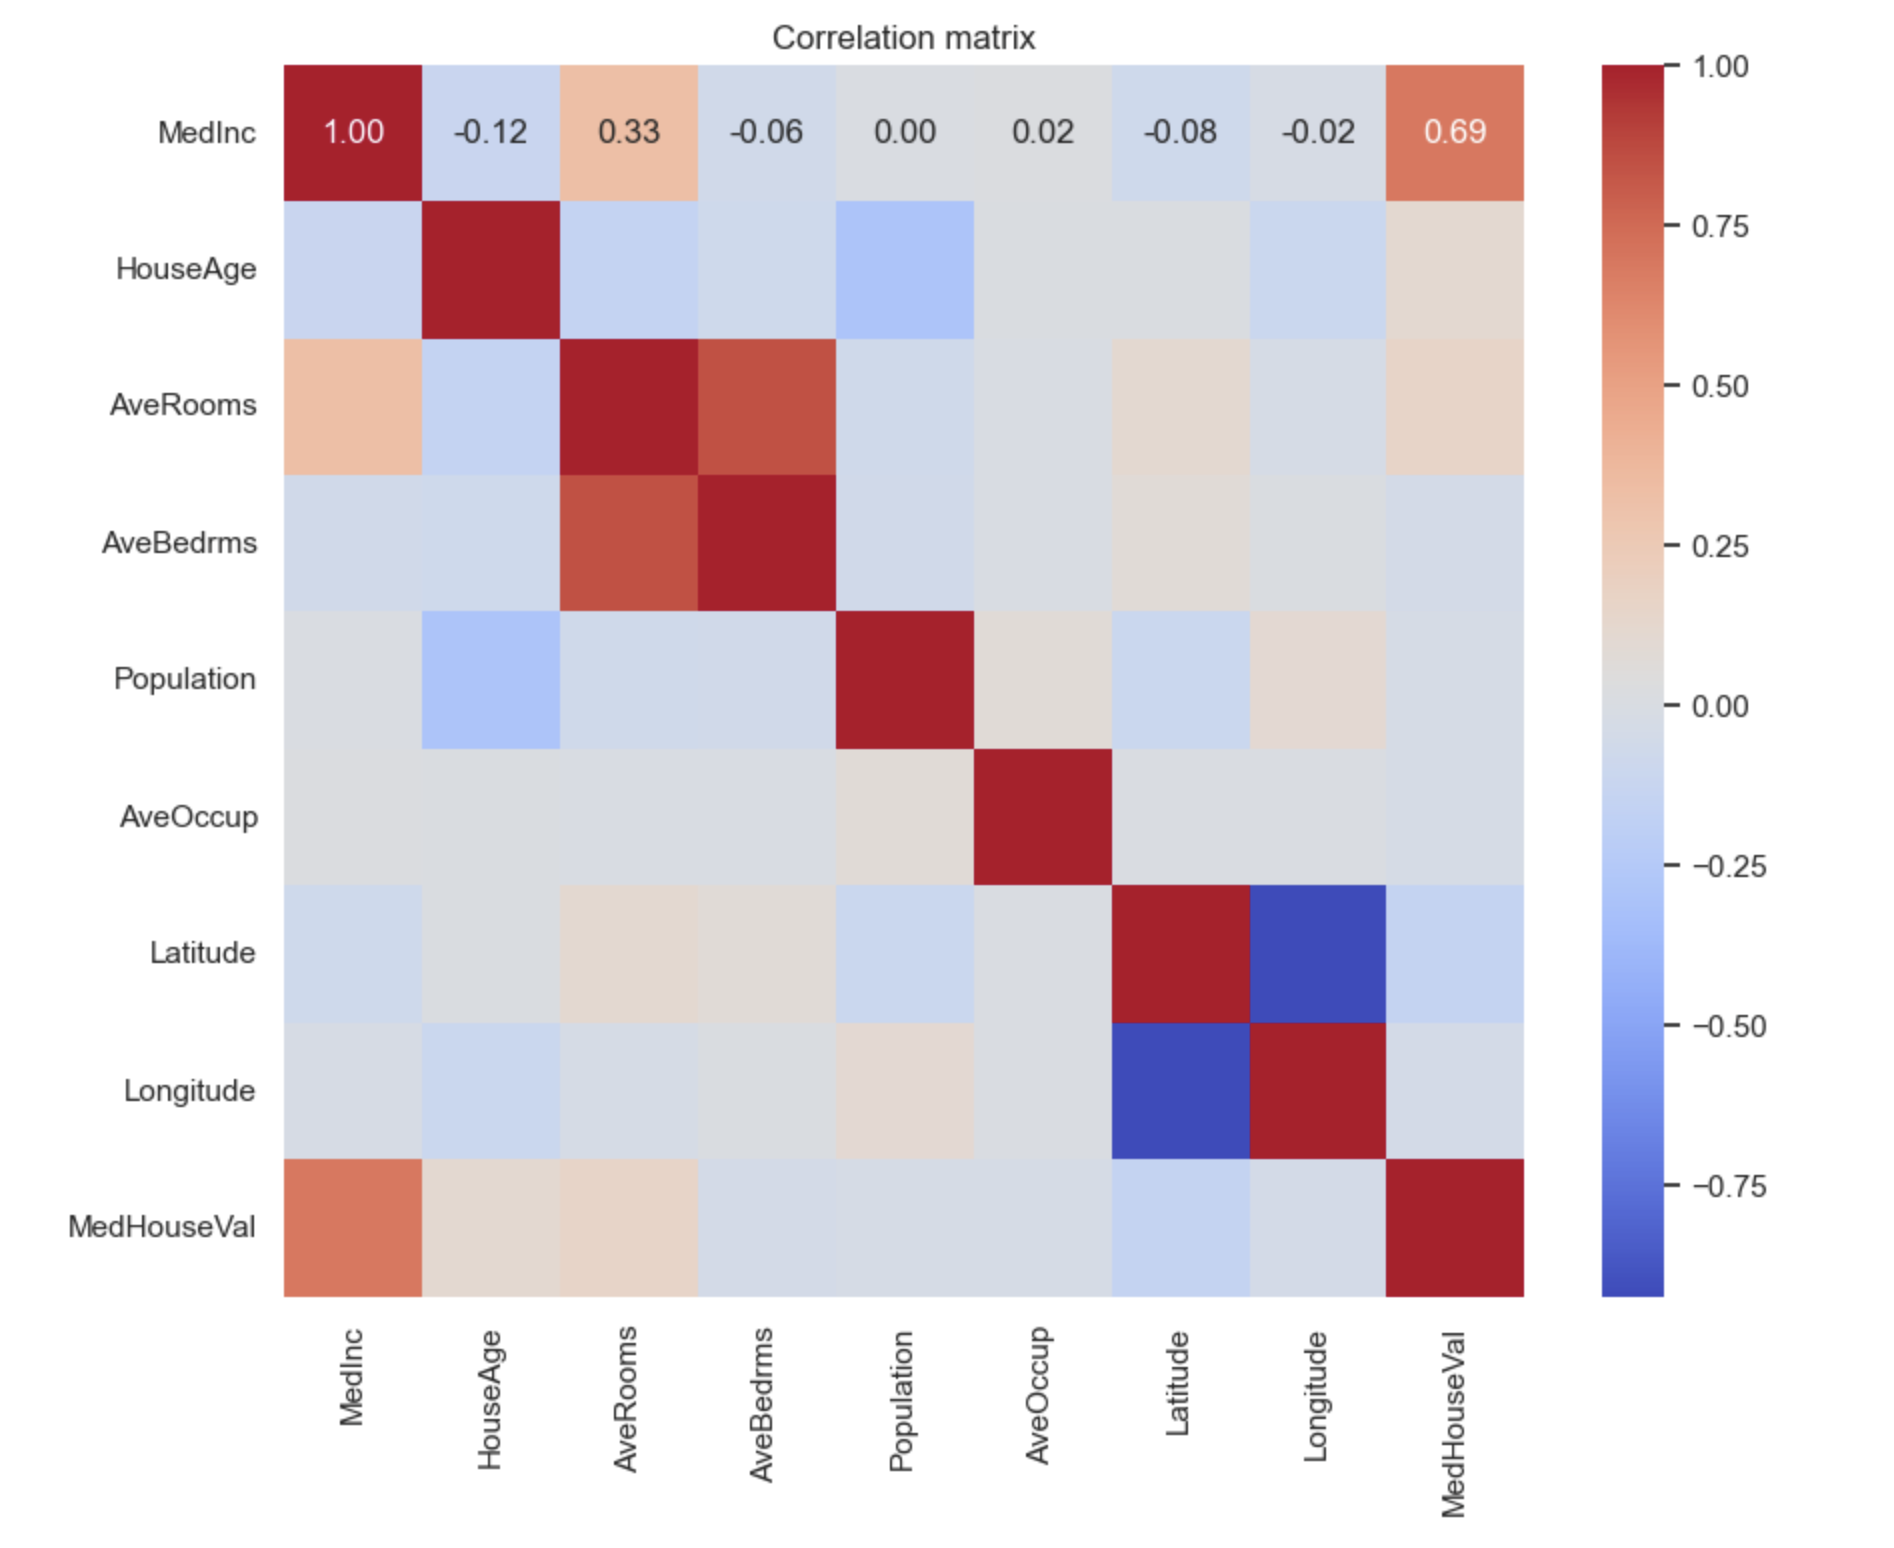 Correlation matrix
MedInc 1.00 -0.12 0.33 -0.06 0.00 0.02 -0.08 -0.02 0.69
HouseAge
AveRooms
AveBedrms
Population
AveOccup
Latitude
Longitude
MedHouseVal
MedInc
HouseAge
AveRooms
AveBedrms
Population
AveOccup
Latitude
Longitude
MedHouseVal
1.00
0.75
0.50
0.25
0.00
−0.25
−0.50
−0.75